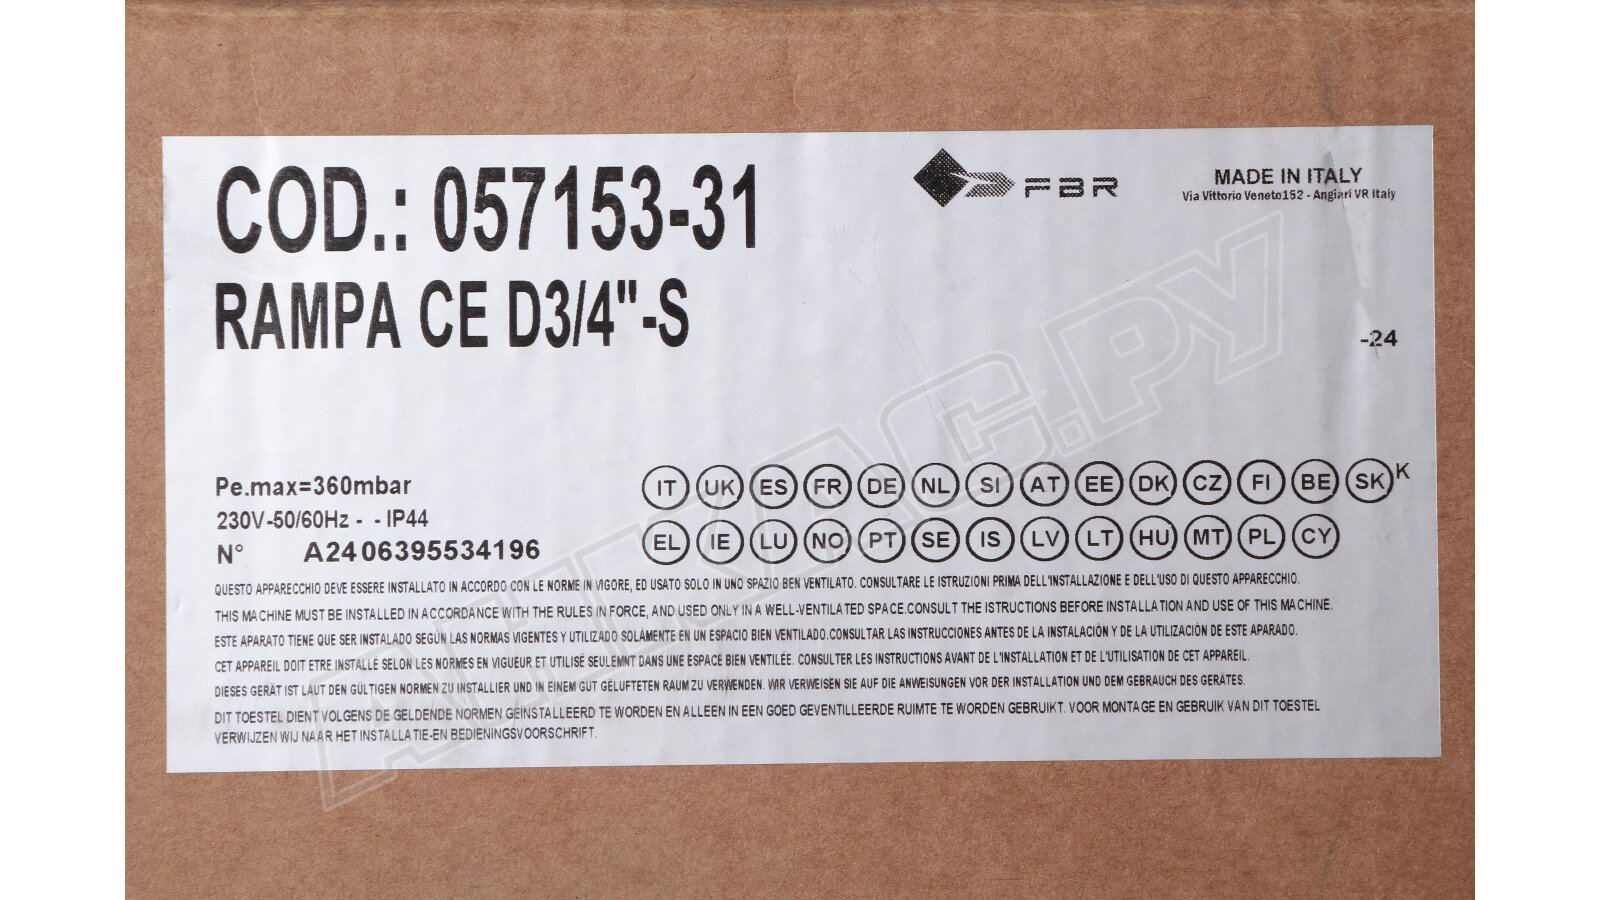 COD.: 057153-31
FBR
MADE IN ITALY
Via Vittorio Veneto152 - Angiari VR Italy
RAMPA CE D3/4"-S
-24
Pe.max=360mbar
230V-50/60Hz - - IP44
N° A2406395534196
IT UK ES FR DE NL SI AT EE DK CZ FI BE SK K
EL IE LU NO PT SE IS LV LT HU MT PL CY
QUESTO APPARECCHIO DEVE ESSERE INSTALLATO IN ACCORDO CON LE NORME IN VIGORE, ED USATO SOLO IN UNO SPAZIO BEN VENTILATO. CONSULTARE LE ISTRUZIONI PRIMA DELL'INSTALLAZIONE E DELL'USO DI QUESTO APPARECCHIO.
THIS MACHINE MUST BE INSTALLED IN ACCORDANCE WITH THE RULES IN FORCE, AND USED ONLY IN A WELL-VENTILATED SPACE.CONSULT THE ISTRUCTIONS BEFORE INSTALLATION AND USE OF THIS MACHINE.
ESTE APARATO TIENE QUE SER INSTALADO SEGÚN LAS NORMAS VIGENTES Y UTILIZADO SOLAMENTE EN UN ESPACIO BIEN VENTILADO.CONSULTAR LAS INSTRUCCIONES ANTES DE LA INSTALACIÓN Y DE LA UTILIZACIÓN DE ESTE APARADO.
CET APPAREIL DOIT ETRE INSTALLÉ SELON LES NORMES EN VIGUEUR ET UTILISÉ SEULEMNT DANS UNE ESPACE BIEN VENTILÉE. CONSULTER LES INSTRUCTIONS AVANT DE L'INSTALLATION ET DE L'UTILISATION DE CET APPAREIL.
DIESES GERÄT IST LAUT DEN GÜLTIGEN NORMEN ZU INSTALLIER UND IN EINEM GUT GELUFTETEN RAUM ZU VERWENDEN. WIR VERWEISEN SIE AUF DIE ANWEISUNGEN VOR DER INSTALLATION UND DEM GEBRAUCH DES GERÄTES.
DIT TOESTEL DIENT VOLGENS DE GELDENDE NORMEN GEINSTALLEERD TE WORDEN EN ALLEEN IN EEN GOED GEVENTILLEERDE RUIMTE TE WORDEN GEBRUIKT. VOOR MONTAGE EN GEBRUIK VAN DIT TOESTEL
VERWIJZEN WIJ NAAR HET INSTALLATIE-EN BEDIENINGSVOORSCHRIFT.